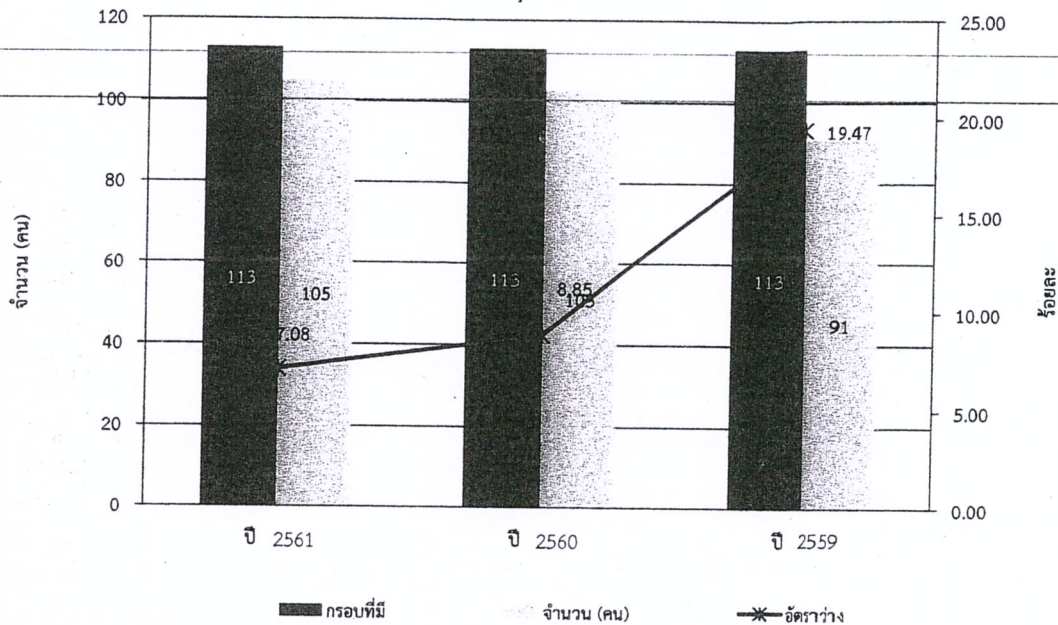 120
100
80
60
40
20
0
จำนวน (คน)
25.00
20.00
15.00
10.00
5.00
0.00
ร้อยละ
113
105
7.08
113
8.85
103
113
91
19.47
ปี 2561
ปี 2560
ปี 2559
กรอบที่มี
จำนวน (คน)
อัตราว่าง